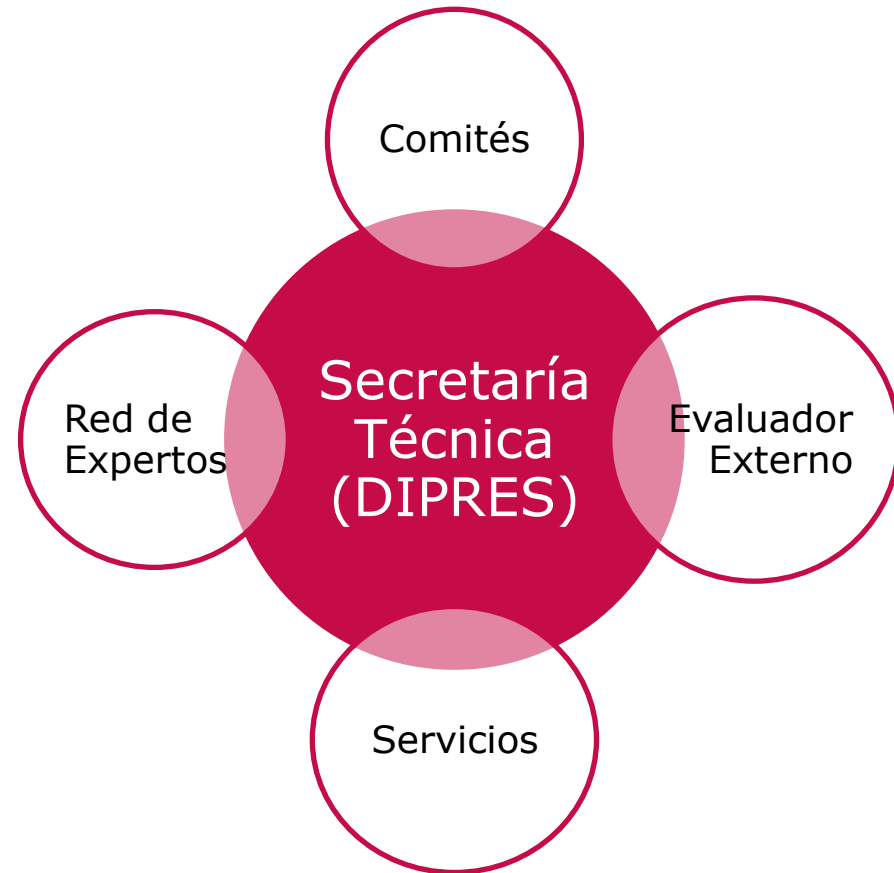 Comités
Red de
Expertos
Secretaría
Técnica
(DIPRES)
Evaluador
Externo
Servicios